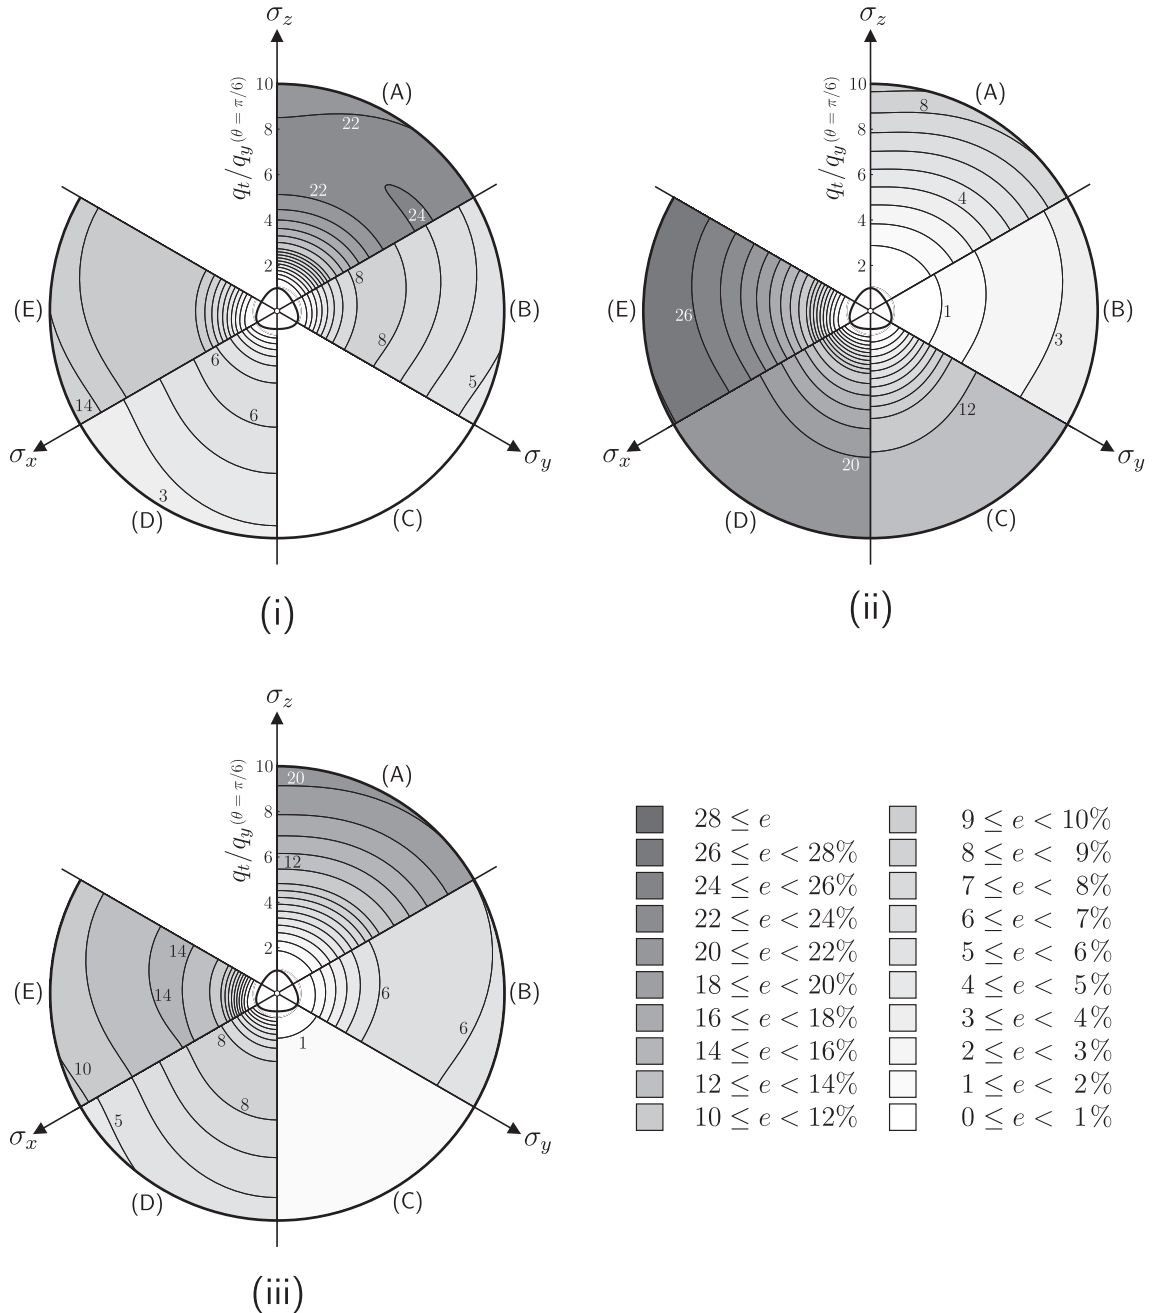 σz
10
(A)
22
8
qt/qy(θ = π/6)
6
22
24
4
2
8
(E)
(B)
8
6
5
14
6
σx
σy
3
(D)
(C)
(i)
σz
10
(A)
8
8
qt/qy(θ = π/6)
6
4
4
2
(E)
26
1
(B)
3
12
σx
20
σy
(D)
(C)
(ii)
σz
10
20
(A)
8
qt/qy(θ = π/6)
6
12
4
2
14
(E)
14
6
(B)
6
8
1
10
8
5
σx
σy
(D)
(C)
(iii)
28 ≤ e
26 ≤ e < 28%
24 ≤ e < 26%
22 ≤ e < 24%
20 ≤ e < 22%
18 ≤ e < 20%
16 ≤ e < 18%
14 ≤ e < 16%
12 ≤ e < 14%
10 ≤ e < 12%
9 ≤ e < 10%
8 ≤ e < 9%
7 ≤ e < 8%
6 ≤ e < 7%
5 ≤ e < 6%
4 ≤ e < 5%
3 ≤ e < 4%
2 ≤ e < 3%
1 ≤ e < 2%
0 ≤ e < 1%